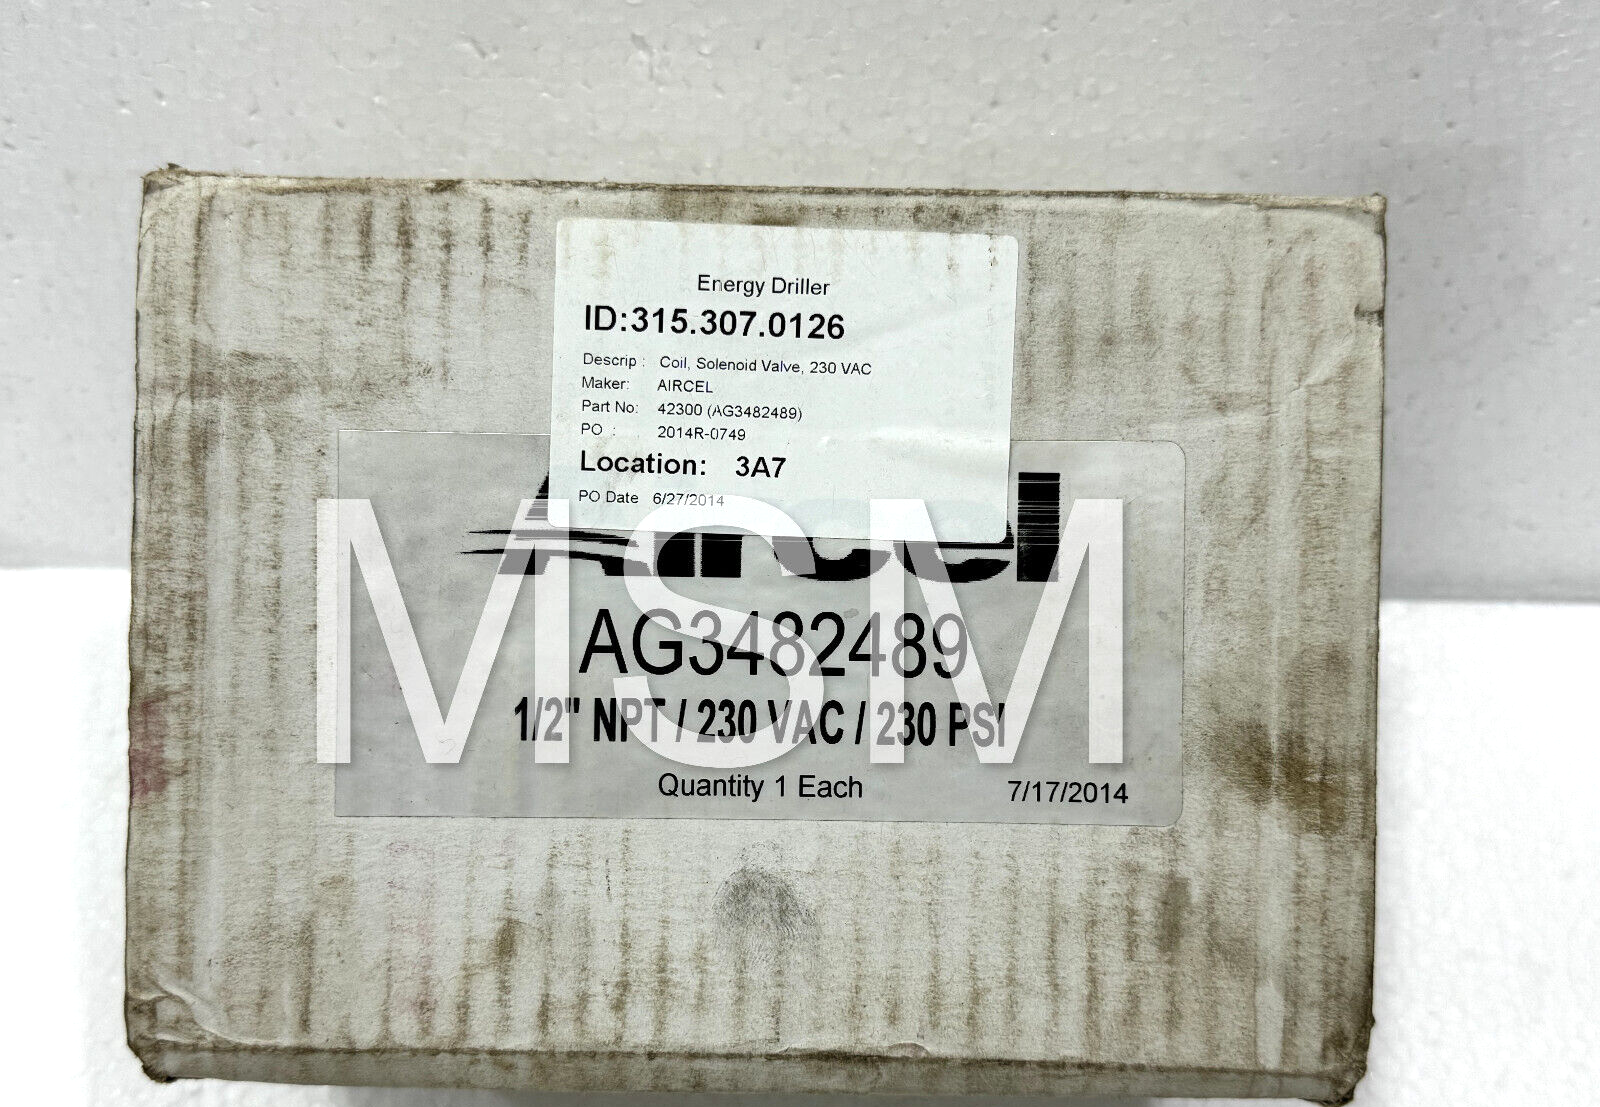 Energy Driller
ID:315.307.0126
Descrip : Coil, Solenoid Valve, 230 VAC
Maker: AIRCEL
Part No: 42300 (AG3482489)
PO : 2014R-0749
Location: 3A7
PO Date 6/27/2014
Aircel
MSM
AG3482489
1/2" NPT / 230 VAC / 230 PSI
Quantity 1 Each 7/17/2014